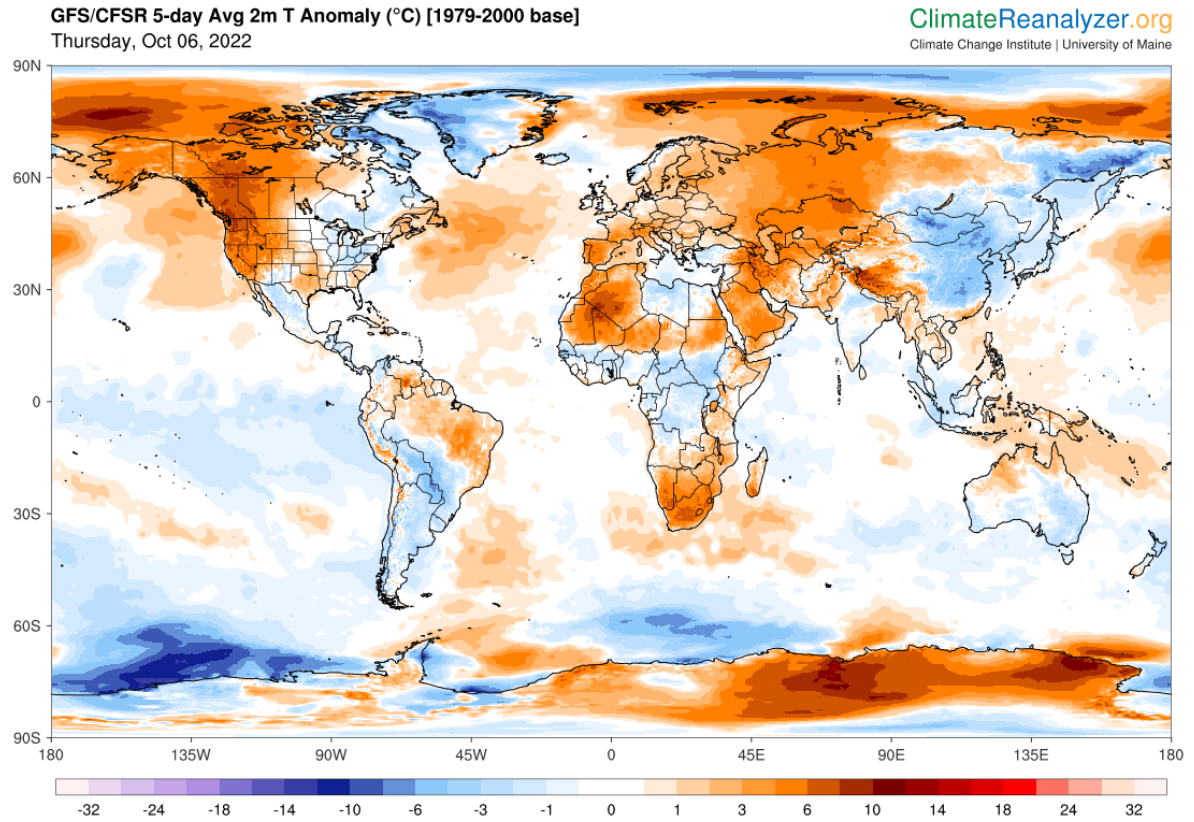 GFS/CFSR 5-day Avg 2m T Anomaly (°C) [1979-2000 base]
ClimateReanalyzer.org
Thursday, Oct 06, 2022
Climate Change Institute | University of Maine
90N
60N
30N
0
30S
60S
90S
180 135W 90W 45W 0 45E 90E 135E 180
-32 -24 -18 -14 -10 -6 -3 -1 0 1 3 6 10 14 18 24 32